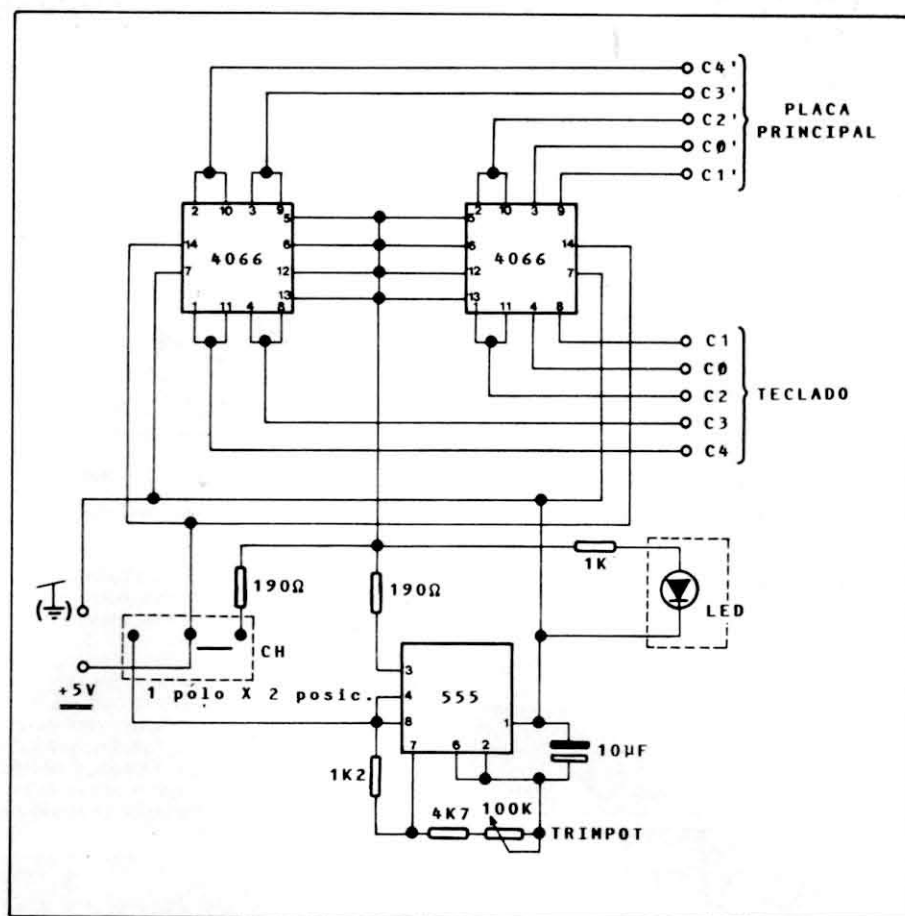 C4'
C3'
C2'
CØ'
C1'
PLACA
PRINCIPAL
2 10 3 9
2 10 3 9
14
7
4066
5
6
12
13
5
6
12
13
4066
14
7
1 11 4 8
1 11 4 8
C1
CØ
C2
C3
C4
TECLADO
190Ω
190Ω
1K
LED
CH
+5V
1 pólo X 2 posic.
3
4
8
555
1
7 6 2
10µF
1K2
4K7
100K
TRIMPOT